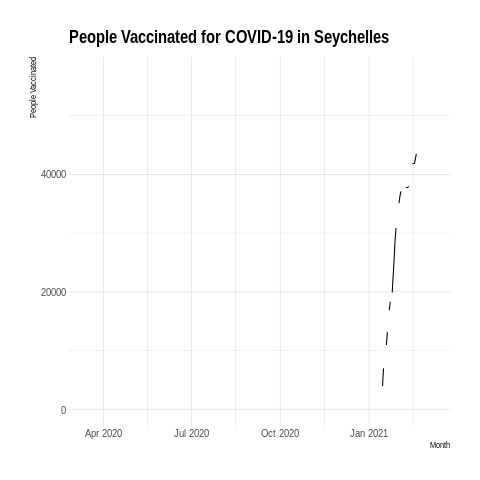 People Vaccinated for COVID-19 in Seychelles
People Vaccinated
40000
20000
0
Apr 2020 Jul 2020 Oct 2020 Jan 2021
Month